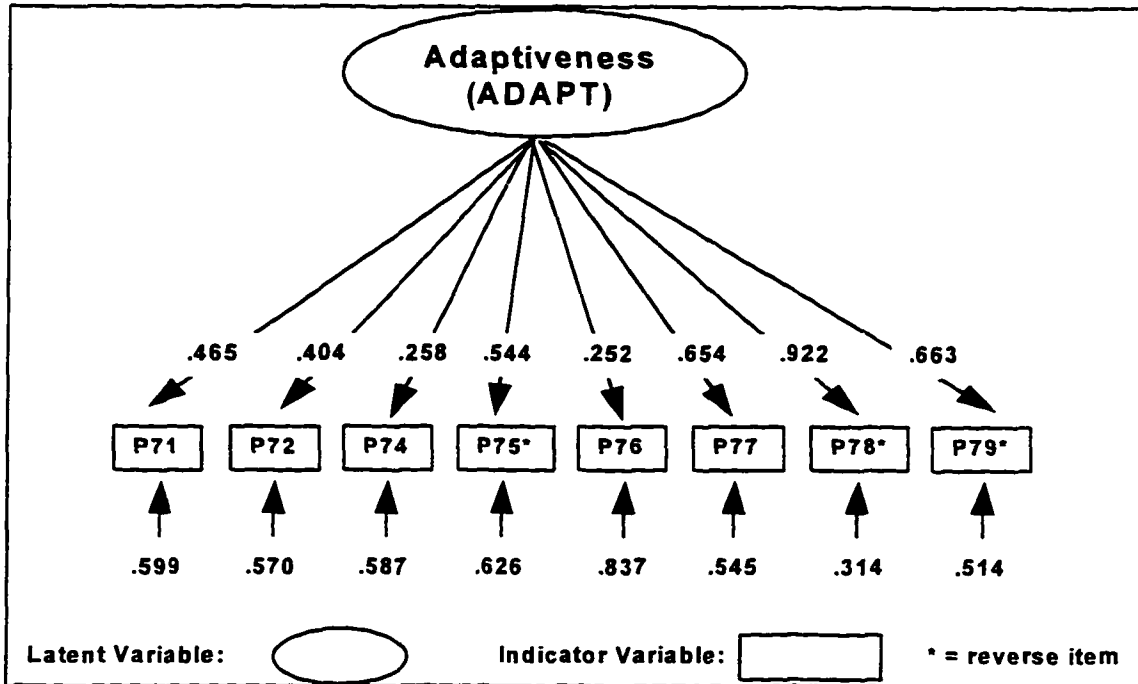 Adaptiveness
(ADAPT)
.465 .404 .258 .544 .252 .654 .922 .663
P71 P72 P74 P75* P76 P77 P78* P79*
.599 .570 .587 .626 .837 .545 .314 .514
Latent Variable: Indicator Variable: * = reverse item